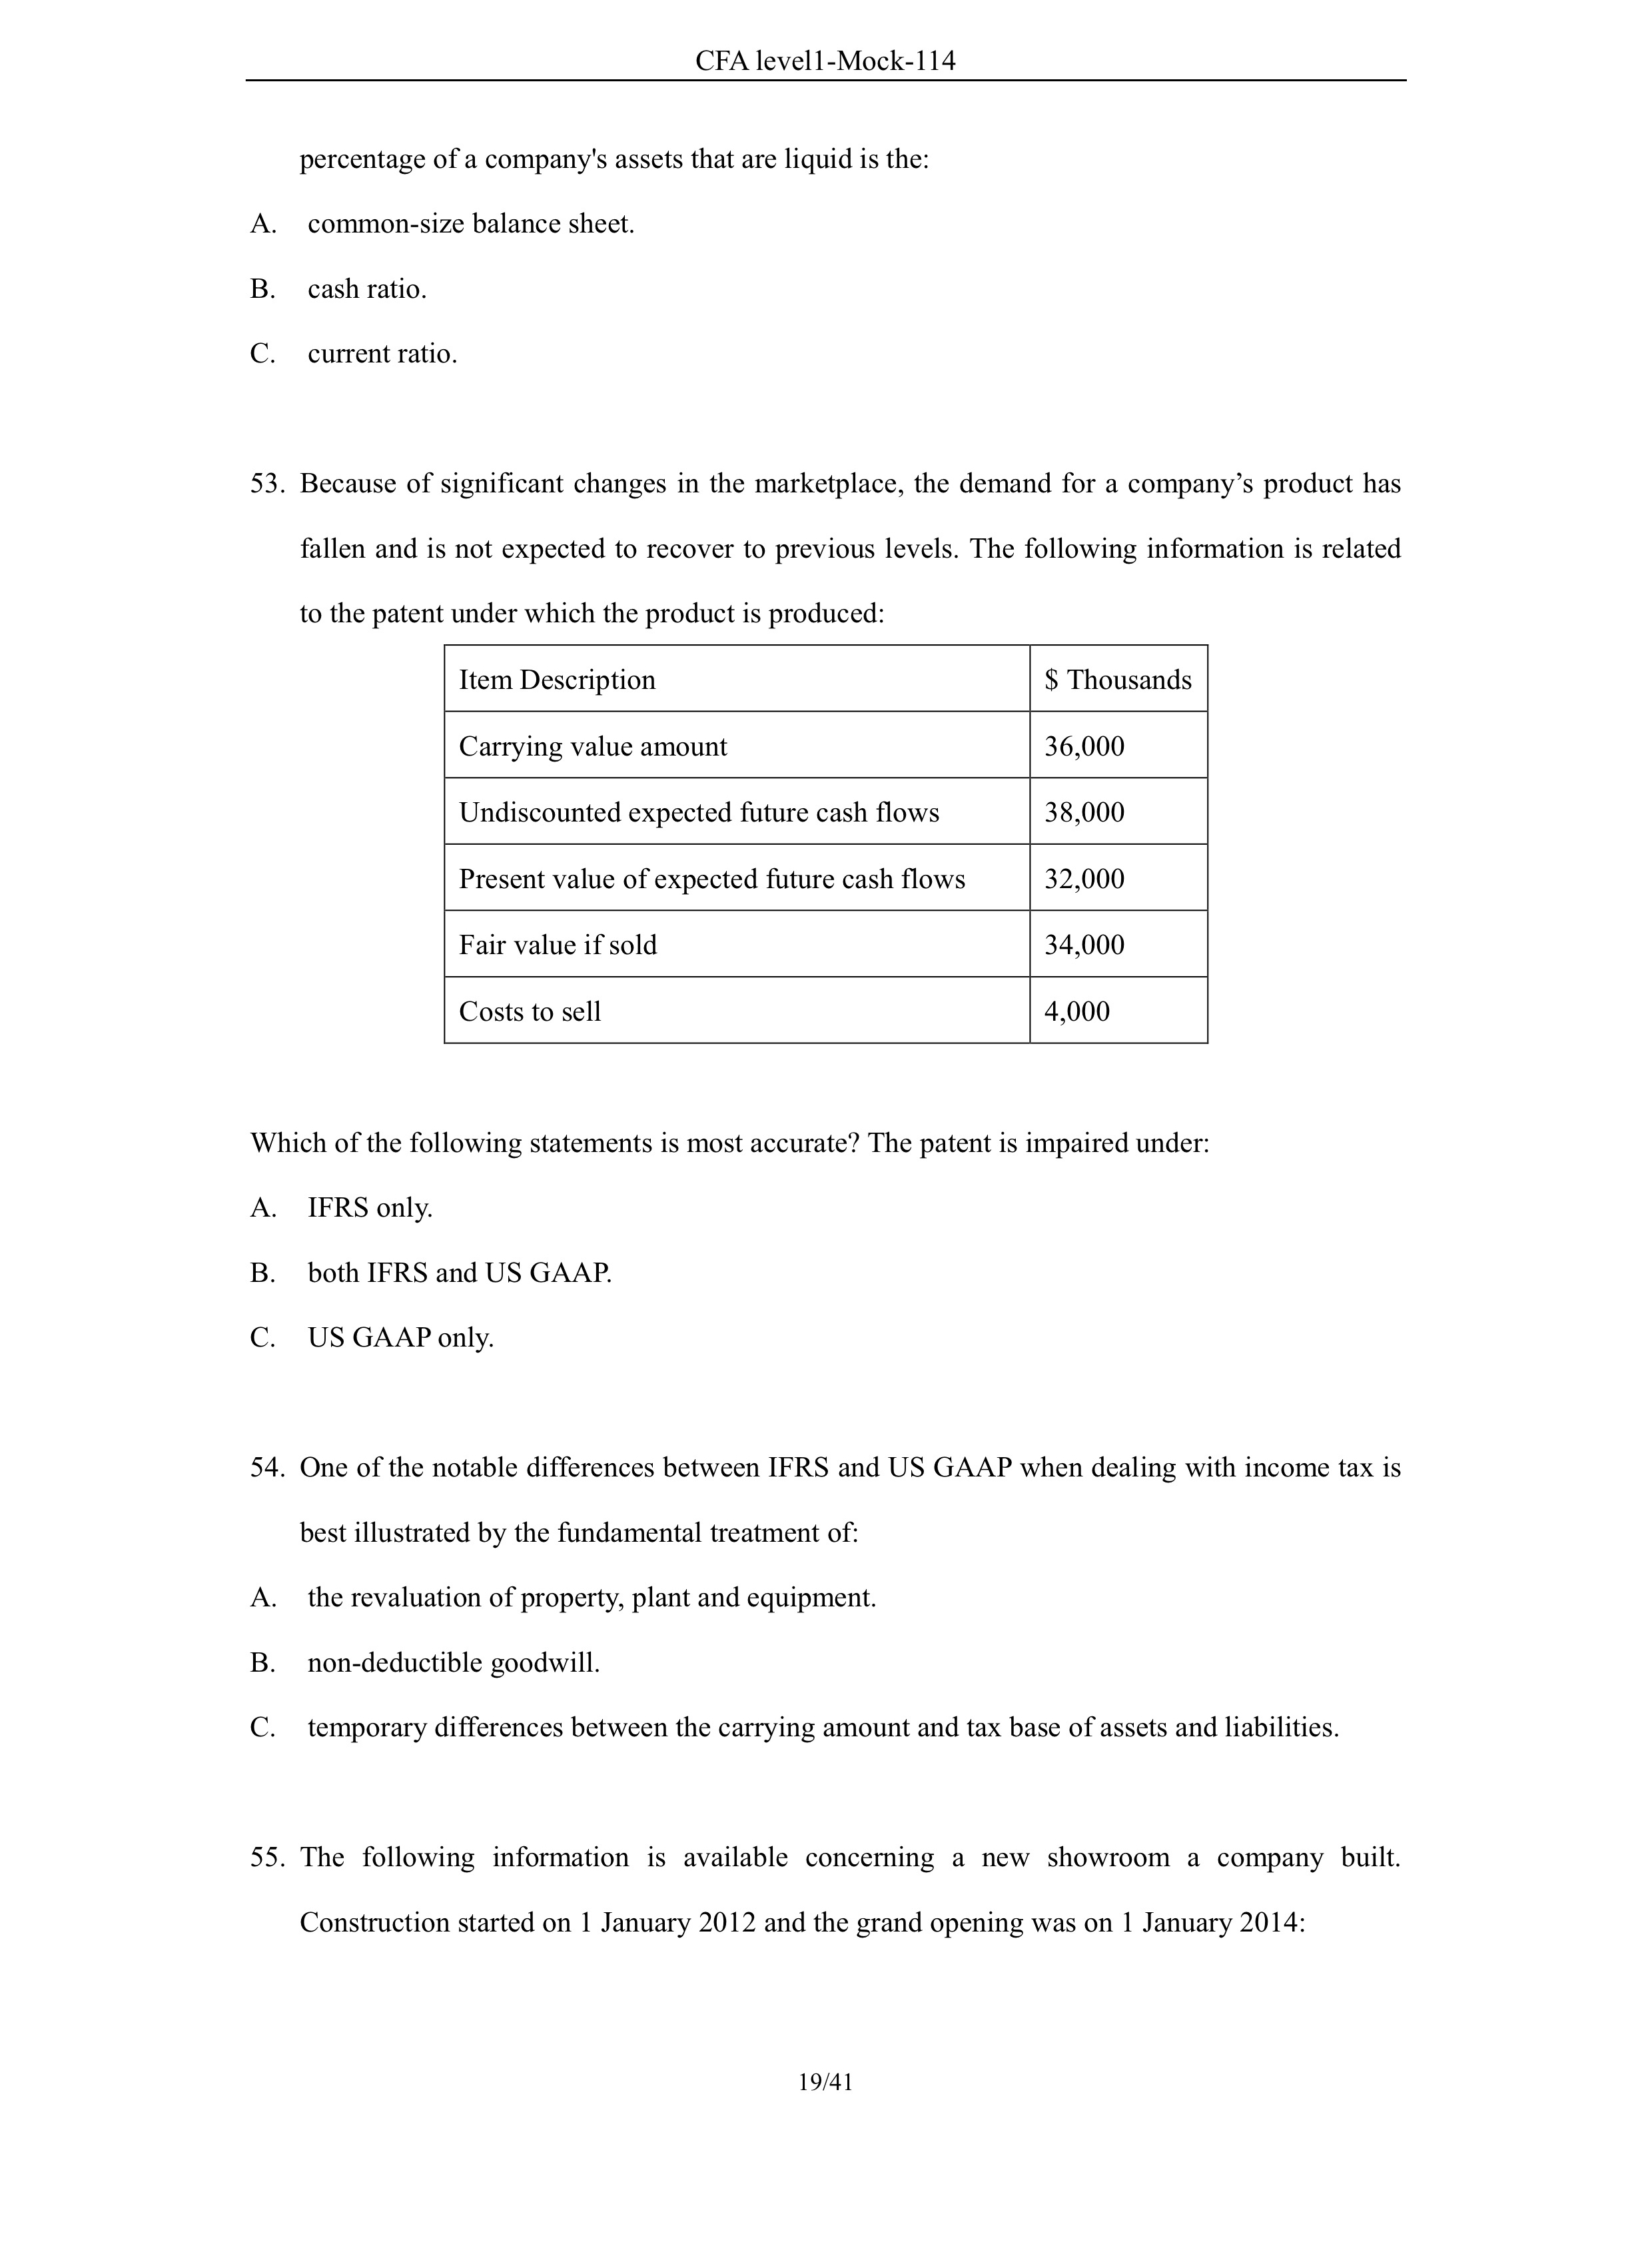 CFA level1-Mock-114
percentage of a company's assets that are liquid is the:
A. common-size balance sheet.
B. cash ratio.
C. current ratio.
53. Because of significant changes in the marketplace, the demand for a company’s product has
fallen and is not expected to recover to previous levels. The following information is related
to the patent under which the product is produced:
Item Description $ Thousands
Carrying value amount 36,000
Undiscounted expected future cash flows 38,000
Present value of expected future cash flows 32,000
Fair value if sold 34,000
Costs to sell 4,000
Which of the following statements is most accurate? The patent is impaired under:
A. IFRS only.
B. both IFRS and US GAAP.
C. US GAAP only.
54. One of the notable differences between IFRS and US GAAP when dealing with income tax is
best illustrated by the fundamental treatment of:
A. the revaluation of property, plant and equipment.
B. non-deductible goodwill.
C. temporary differences between the carrying amount and tax base of assets and liabilities.
55. The following information is available concerning a new showroom a company built.
Construction started on 1 January 2012 and the grand opening was on 1 January 2014:
19/41